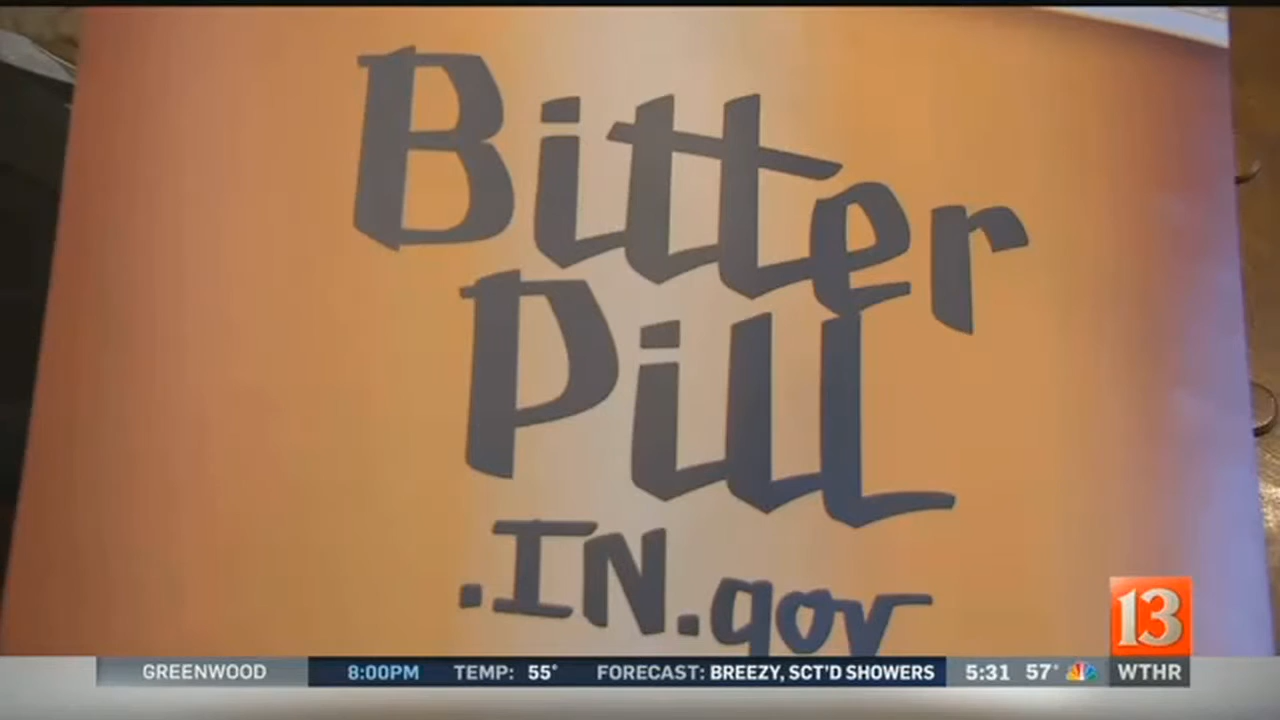 Bitter
Pill
.IN.gov
13
GREENWOOD 8:00PM TEMP: 55° FORECAST: BREEZY, SCT'D SHOWERS 5:31 57° WTHR